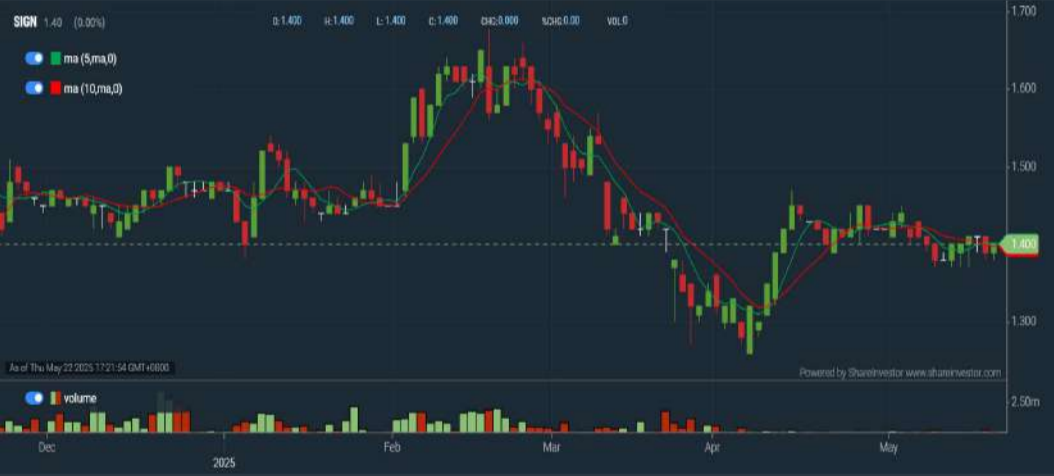 SIGN 1.40 (0.00%) O:1.400 H:1.400 L:1.400 C:1.400 CHG:0.000 %CHG:0.00 VOL:0
ma (5,ma,0)
ma (10,ma,0)
1.700
1.600
1.500
1.400
1.300
As of Thu May 22 2025 17:21:54 GMT+0800
Powered by ShareInvestor www.shareinvestor.com
volume
2.50m
Dec 2025 Feb Mar Apr May